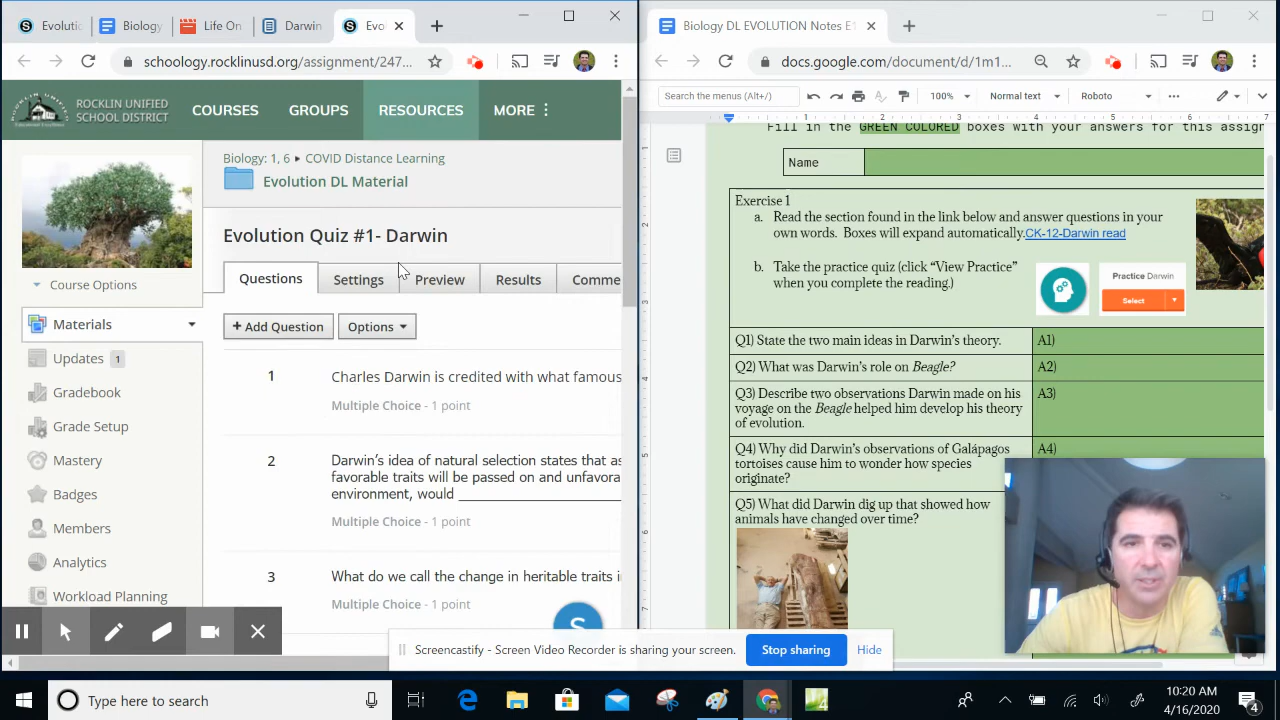 Evolutic
Biology
Life On
Darwin
Evol
schoology.rocklinusd.org/assignment/247...
ROCKLIN UNIFIED
SCHOOL DISTRICT
COURSES
GROUPS
RESOURCES
MORE
Biology: 1, 6
COVID Distance Learning
Evolution DL Material
Evolution Quiz #1- Darwin
Questions
Settings
Preview
Results
Comme
+ Add Question
Options
Course Options
Materials
Updates 1
Gradebook
Grade Setup
Mastery
Badges
Members
Analytics
Workload Planning
1
Charles Darwin is credited with what famous
Multiple Choice - 1 point
2
Darwin's idea of natural selection states that as
favorable traits will be passed on and unfavora
environment, would
Multiple Choice - 1 point
3
What do we call the change in heritable traits i
Multiple Choice - 1 point
S
Biology DL EVOLUTION Notes E1
docs.google.com/document/d/1m1...
Search the menus (Alt+/)
100%
Normal text
Roboto
1 2 3 4 5 6 7
Fill in the GREEN COLORED boxes with your answers for this assig
Name
Exercise 1
a. Read the section found in the link below and answer questions in your
own words. Boxes will expand automatically.CK-12-Darwin read
b. Take the practice quiz (click “View Practice”
when you complete the reading.)
Practice Darwin
Select
Q1) State the two main ideas in Darwin’s theory.
A1)
Q2) What was Darwin’s role on Beagle?
A2)
Q3) Describe two observations Darwin made on his
voyage on the Beagle helped him develop his theory
of evolution.
A3)
Q4) Why did Darwin’s observations of Galápagos
tortoises cause him to wonder how species
originate?
A4)
Q5) What did Darwin dig up that showed how
animals have changed over time?
Screencastify - Screen Video Recorder is sharing your screen.
Stop sharing
Hide
Type here to search
10:20 AM
4/16/2020
4